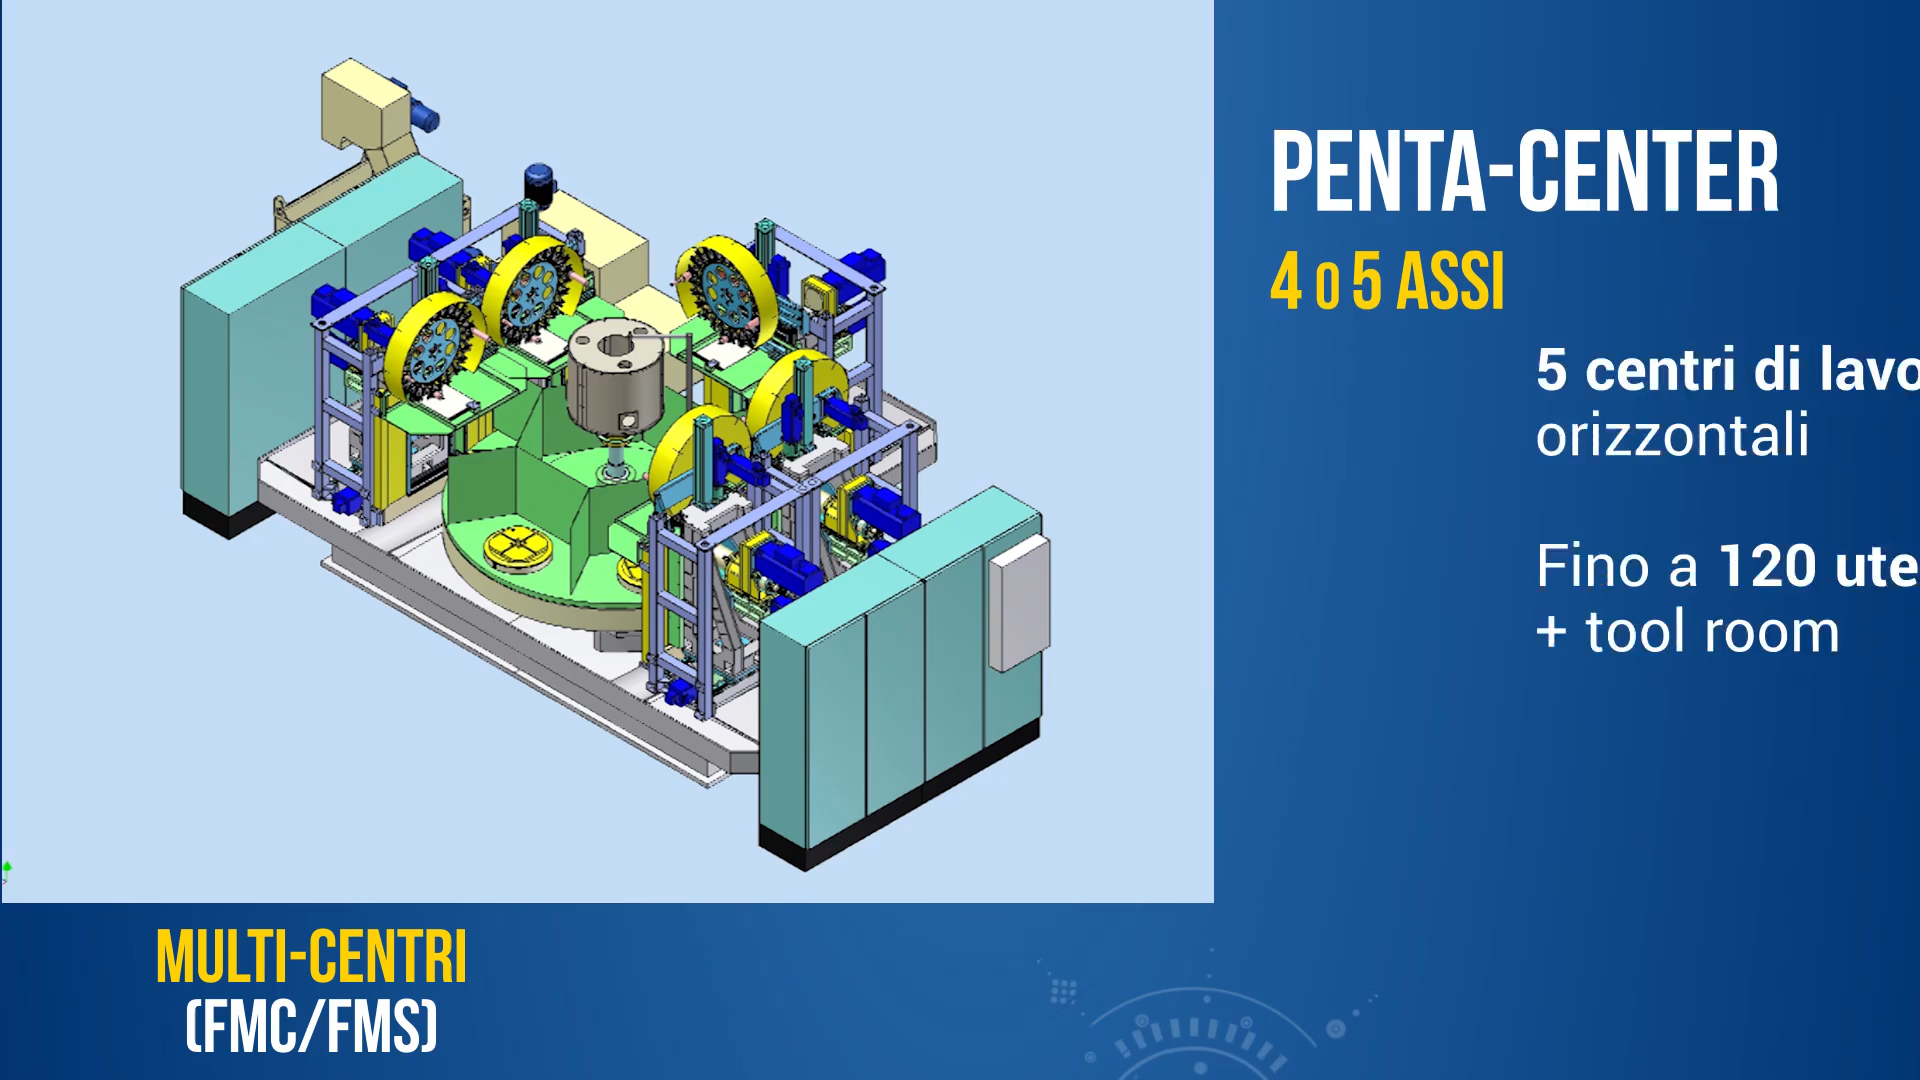 PENTA-CENTER
4 O 5 ASSI
5 centri di lavo
orizzontali
Fino a 120 ute
+ tool room
MULTI-CENTRI
(FMC/FMS)